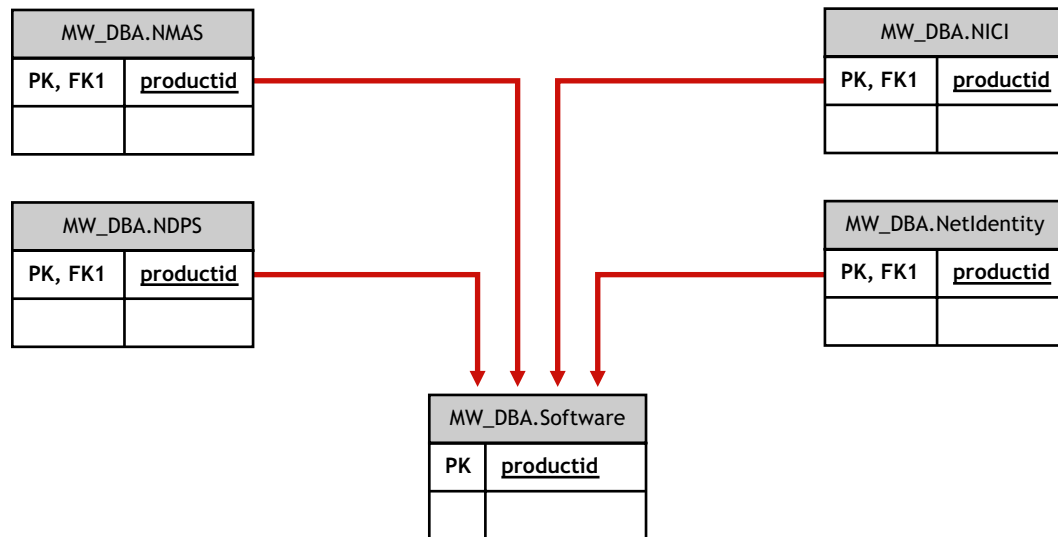 MW_DBA.NMAS
PK, FK1 productid
MW_DBA.NICI
PK, FK1 productid
MW_DBA.NDPS
PK, FK1 productid
MW_DBA.NetIdentity
PK, FK1 productid
MW_DBA.Software
PK productid